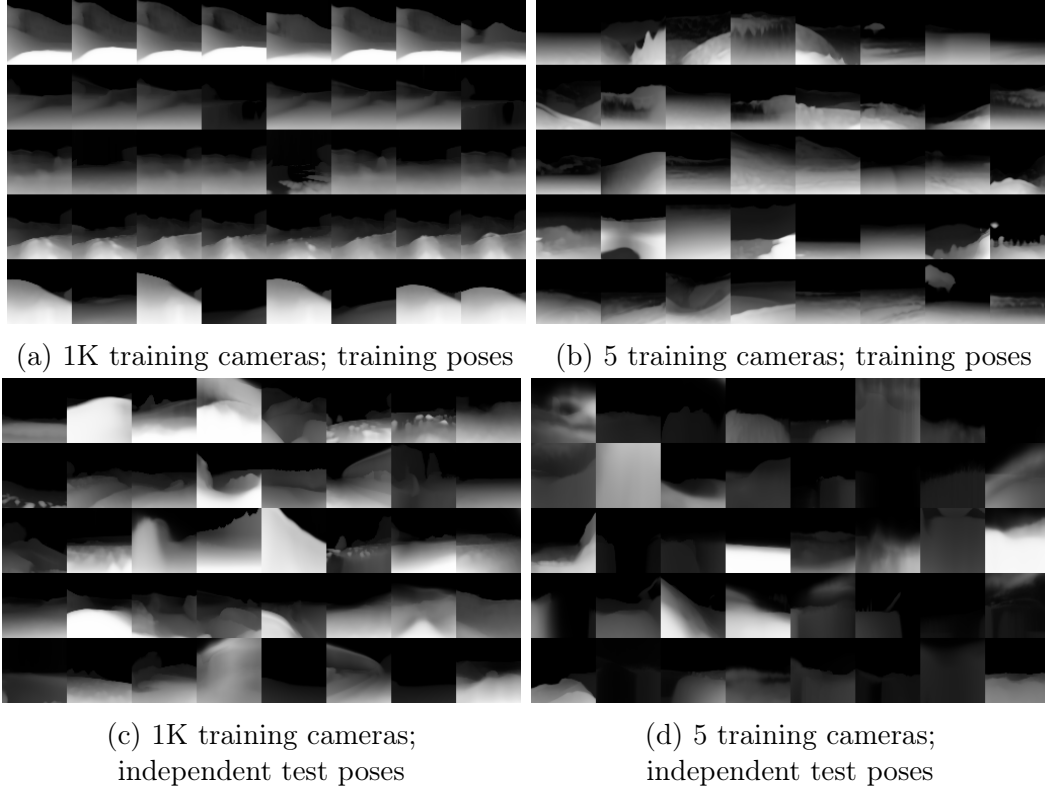 (a) 1K training cameras; training poses
(b) 5 training cameras; training poses
(c) 1K training cameras;
independent test poses
(d) 5 training cameras;
independent test poses